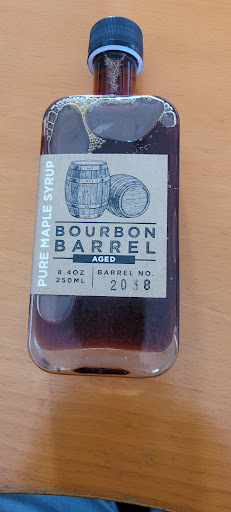 PURE MAPLE SYRUP
BOURBON
BARREL
AGED
8.4OZ
250ML
BARREL NO.
2038